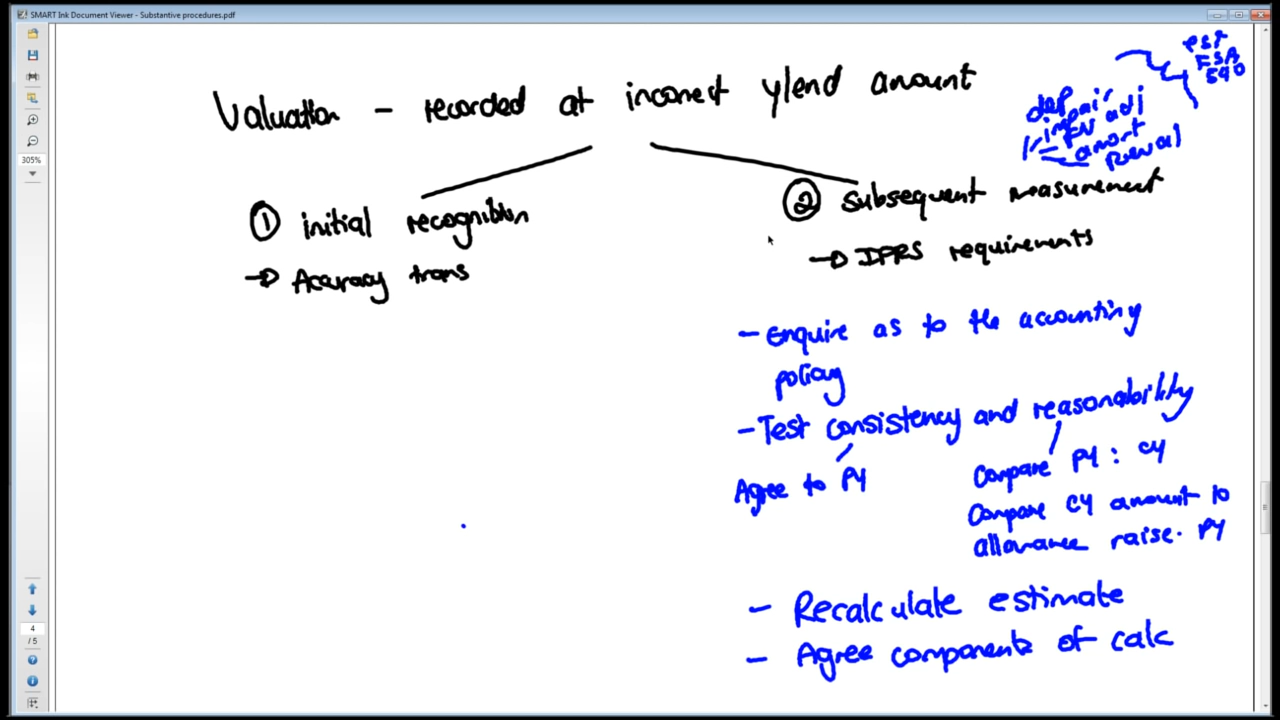 SMART Ink Document Viewer - Substantive procedures.pdf
est
ISA
540
Valuation - recorded at incorrect y/end amount
dep
impair
FV adj
amort
Reval
① initial recognition
→ Accuracy trans
② Subsequent measurement
→ IFRS requirements
- Enquire as to the accounting
policy
- Test consistency and reasonability
Agree to PY
Compare PY : CY
Compare CY amount to
allowance raise. PY
- Recalculate estimate
- Agree components of calc
305%
4
/ 5